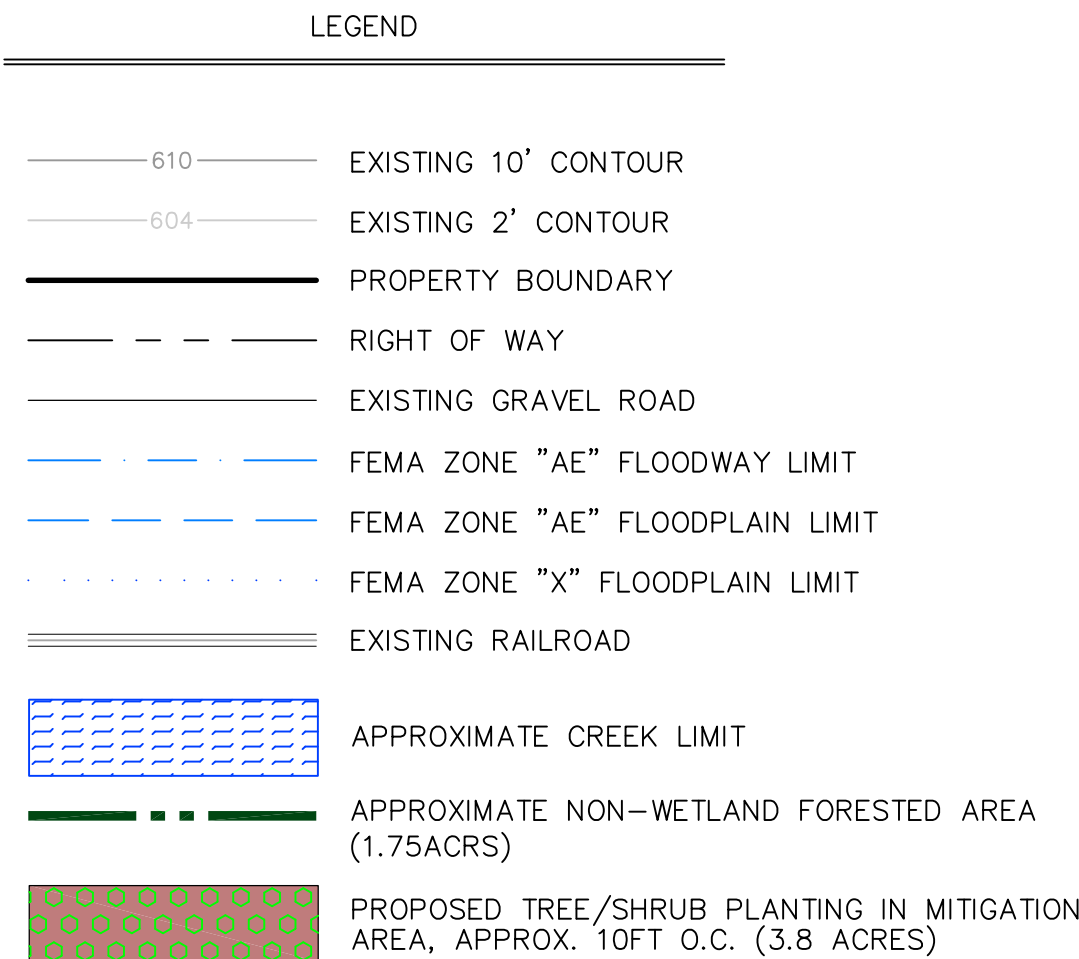 LEGEND
610 EXISTING 10' CONTOUR
604 EXISTING 2' CONTOUR
PROPERTY BOUNDARY
RIGHT OF WAY
EXISTING GRAVEL ROAD
FEMA ZONE "AE" FLOODWAY LIMIT
FEMA ZONE "AE" FLOODPLAIN LIMIT
FEMA ZONE "X" FLOODPLAIN LIMIT
EXISTING RAILROAD
APPROXIMATE CREEK LIMIT
APPROXIMATE NON-WETLAND FORESTED AREA
(1.75ACRS)
PROPOSED TREE/SHRUB PLANTING IN MITIGATION
AREA, APPROX. 10FT O.C. (3.8 ACRES)